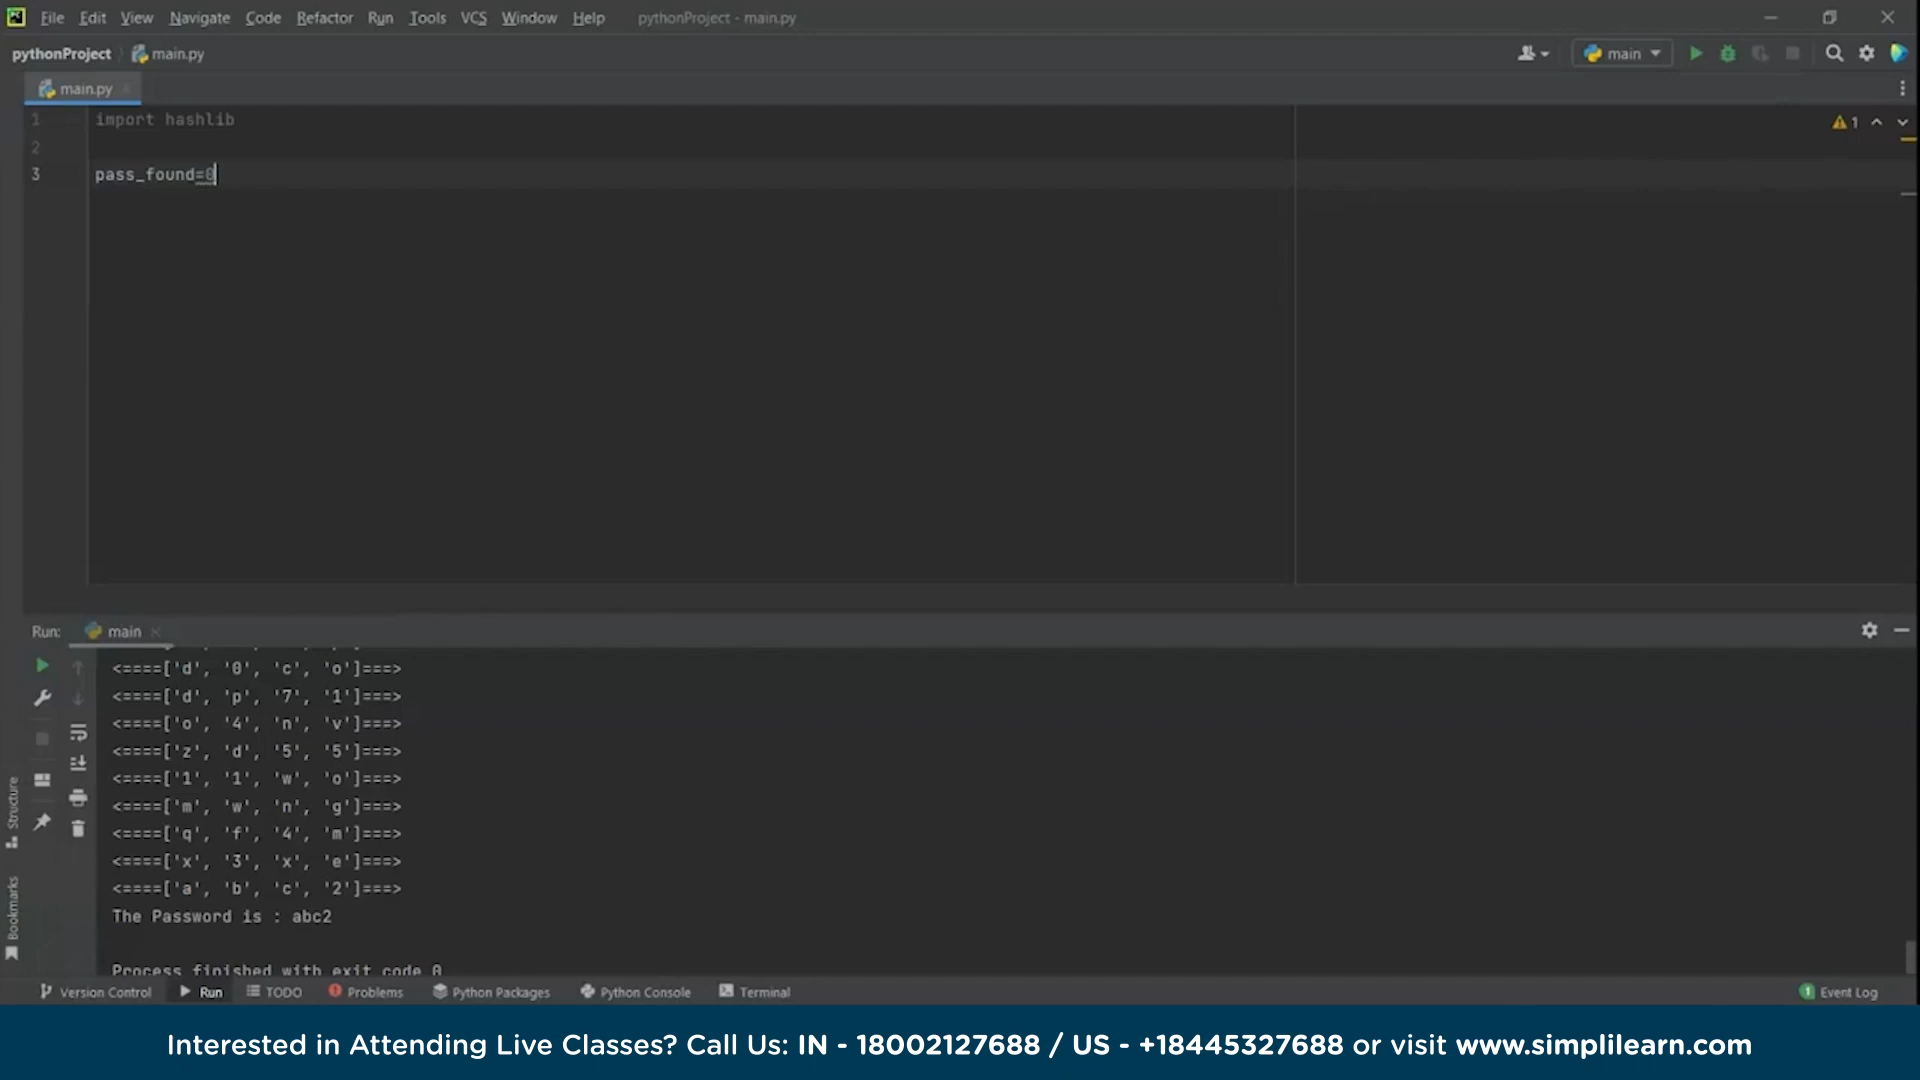 File Edit View Navigate Code Refactor Run Tools VCS Window Help pythonProject - main.py
pythonProject main.py main
main.py
1 import hashlib
1
2
3 pass_found=0
Run: main
<====['d', '0', 'c', 'o']===>
<====['d', 'p', '7', '1']===>
<====['o', '4', 'n', 'v']===>
<====['z', 'd', '5', '5']===>
<====['1', '1', 'w', 'o']===>
<====['m', 'w', 'n', 'g']===>
<====['q', 'f', '4', 'm']===>
<====['x', '3', 'x', 'e']===>
<====['a', 'b', 'c', '2']===>
The Password is : abc2
Process finished with exit code 0
Structure
Bookmarks
Version Control Run TODO Problems Python Packages Python Console Terminal 1 Event Log
Interested in Attending Live Classes? Call Us: IN - 18002127688 / US - +18445327688 or visit www.simplilearn.com